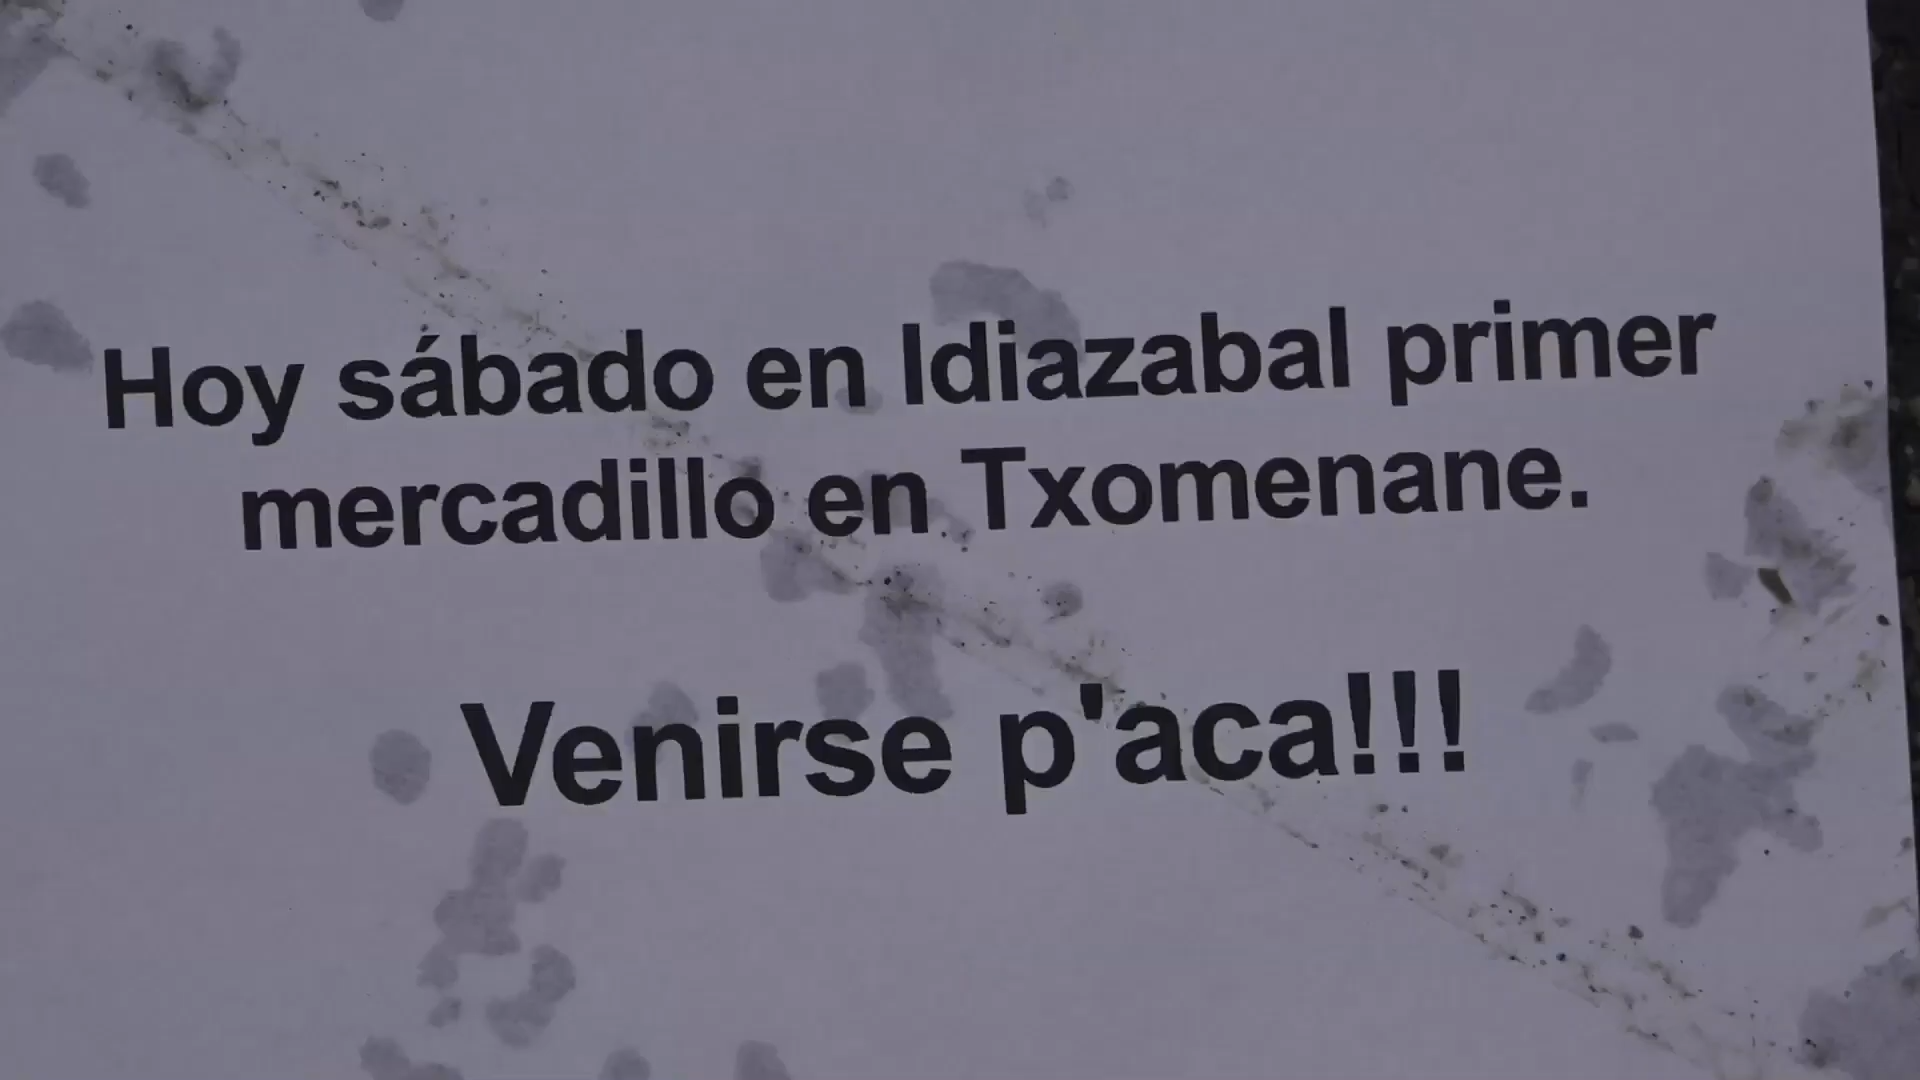 Hoy sábado en Idiazabal primer
mercadillo en Txomenane.
Venirse p'aca!!!